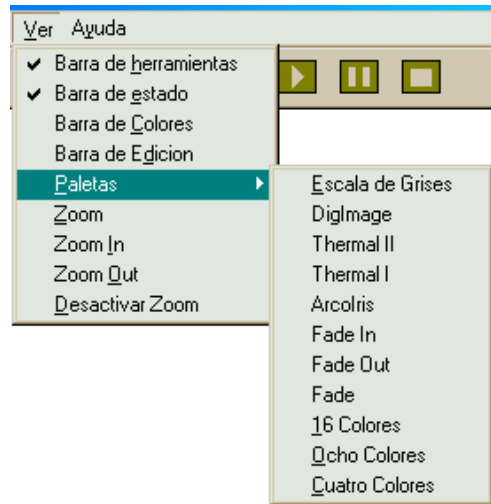 Ver Ayuda
Barra de herramientas
Barra de estado
Barra de Colores
Barra de Edicion
Paletas
Zoom
Zoom In
Zoom Out
Desactivar Zoom
Escala de Grises
DigImage
Thermal II
Thermal I
ArcoIris
Fade In
Fade Out
Fade
16 Colores
Ocho Colores
Cuatro Colores